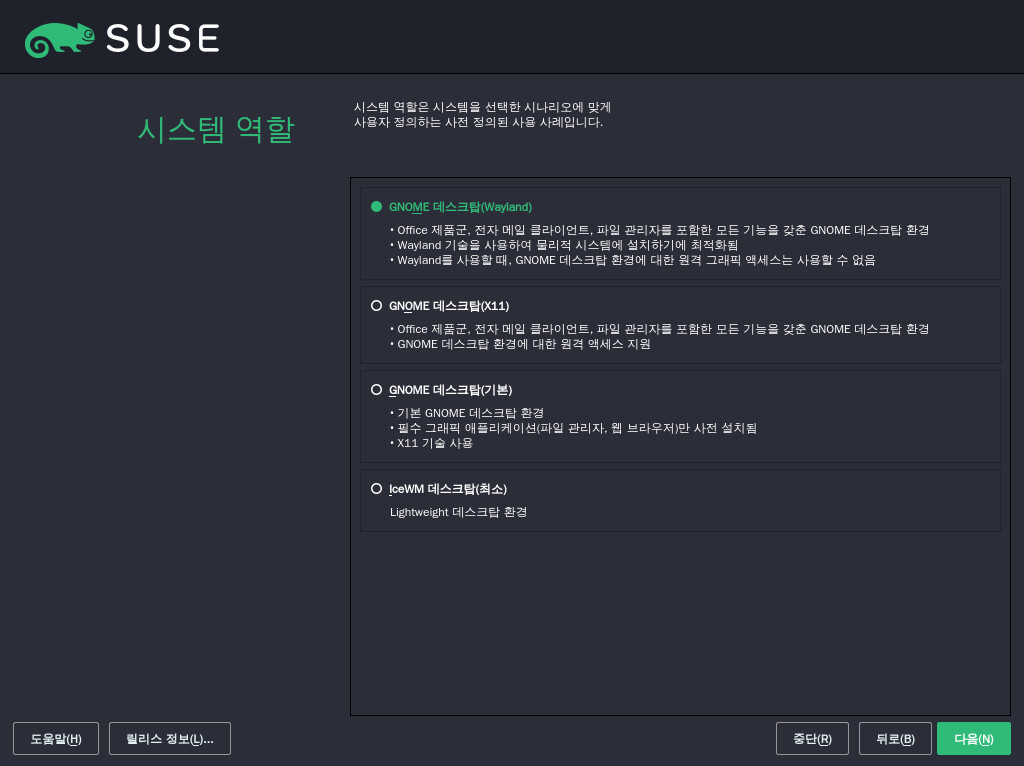 SUSE
시스템 역할
시스템 역할은 시스템을 선택한 시나리오에 맞게
사용자 정의하는 사전 정의된 사용 사례입니다.
GNOME 데스크탑(Wayland)
• Office 제품군, 전자 메일 클라이언트, 파일 관리자를 포함한 모든 기능을 갖춘 GNOME 데스크탑 환경
• Wayland 기술을 사용하여 물리적 시스템에 설치하기에 최적화됨
• Wayland를 사용할 때, GNOME 데스크탑 환경에 대한 원격 그래픽 액세스는 사용할 수 없음
GNOME 데스크탑(X11)
• Office 제품군, 전자 메일 클라이언트, 파일 관리자를 포함한 모든 기능을 갖춘 GNOME 데스크탑 환경
• GNOME 데스크탑 환경에 대한 원격 액세스 지원
GNOME 데스크탑(기본)
• 기본 GNOME 데스크탑 환경
• 필수 그래픽 애플리케이션(파일 관리자, 웹 브라우저)만 사전 설치됨
• X11 기술 사용
IceWM 데스크탑(최소)
Lightweight 데스크탑 환경
도움말(H) 릴리스 정보(L)... 중단(R) 뒤로(B) 다음(N)